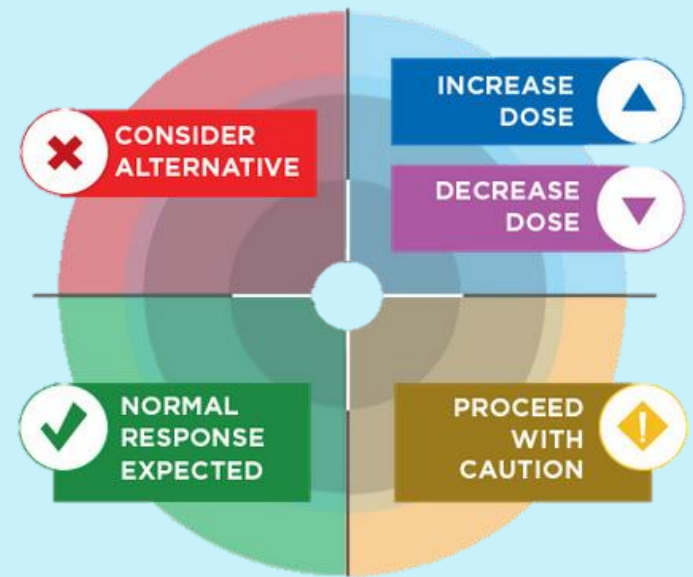 CONSIDER
ALTERNATIVE
INCREASE
DOSE
DECREASE
DOSE
NORMAL
RESPONSE
EXPECTED
PROCEED
WITH
CAUTION